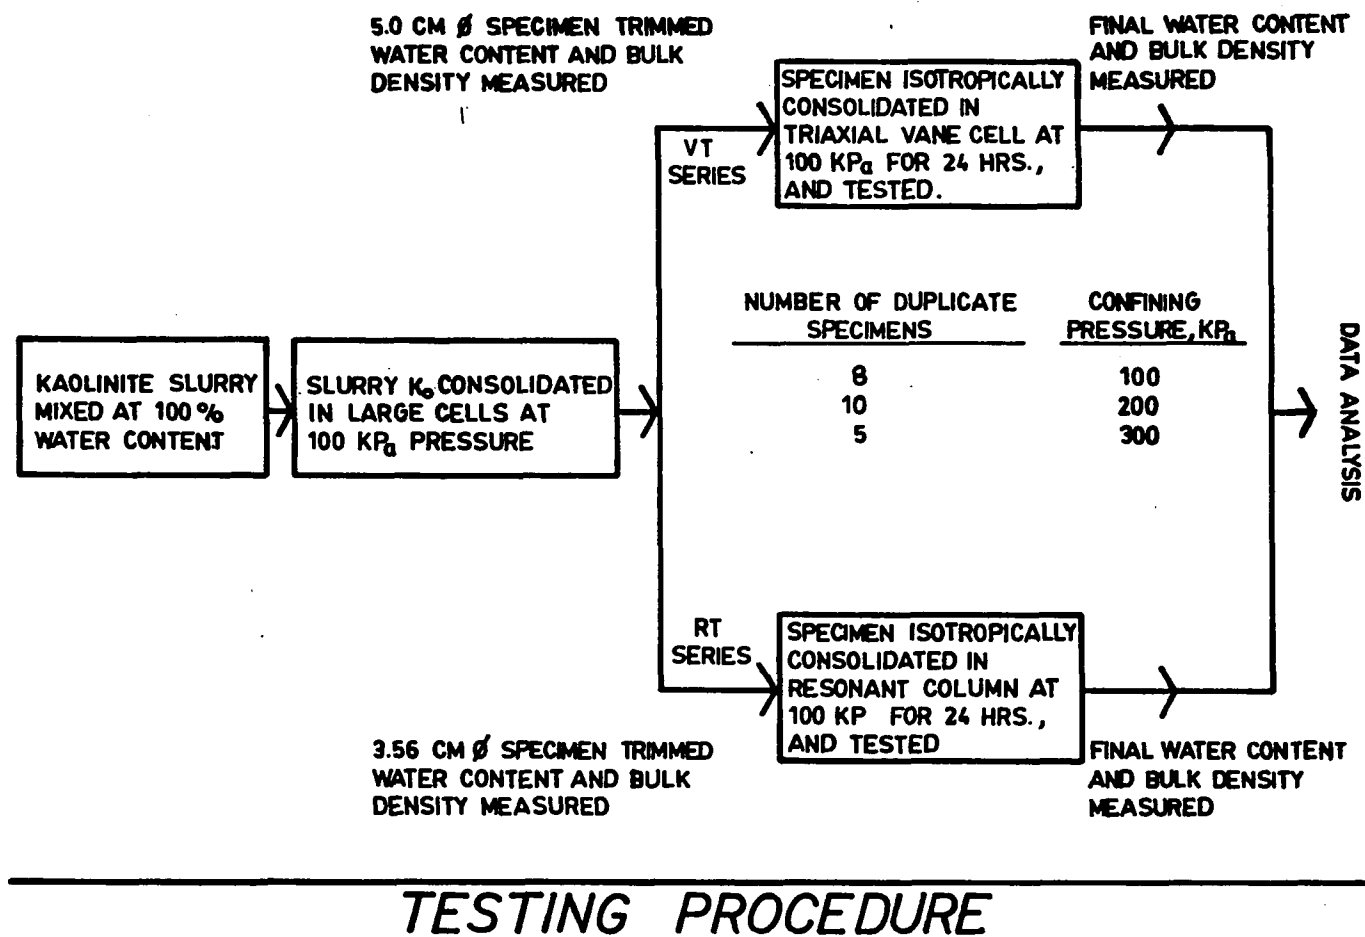 5.0 CM Ø SPECIMEN TRIMMED
WATER CONTENT AND BULK
DENSITY MEASURED
FINAL WATER CONTENT
AND BULK DENSITY
MEASURED
VT
SERIES
SPECIMEN ISOTROPICALLY
CONSOLIDATED IN
TRIAXIAL VANE CELL AT
100 KPa FOR 24 HRS.,
AND TESTED.
KAOLINITE SLURRY
MIXED AT 100%
WATER CONTENT
SLURRY Ko CONSOLIDATED
IN LARGE CELLS AT
100 KPa PRESSURE
NUMBER OF DUPLICATE
SPECIMENS
CONFINING
PRESSURE, KPa
8 100
10 200
5 300
DATA ANALYSIS
RT
SERIES
SPECIMEN ISOTROPICALLY
CONSOLIDATED IN
RESONANT COLUMN AT
100 KP FOR 24 HRS.,
AND TESTED
3.56 CM Ø SPECIMEN TRIMMED
WATER CONTENT AND BULK
DENSITY MEASURED
FINAL WATER CONTENT
AND BULK DENSITY
MEASURED
TESTING PROCEDURE